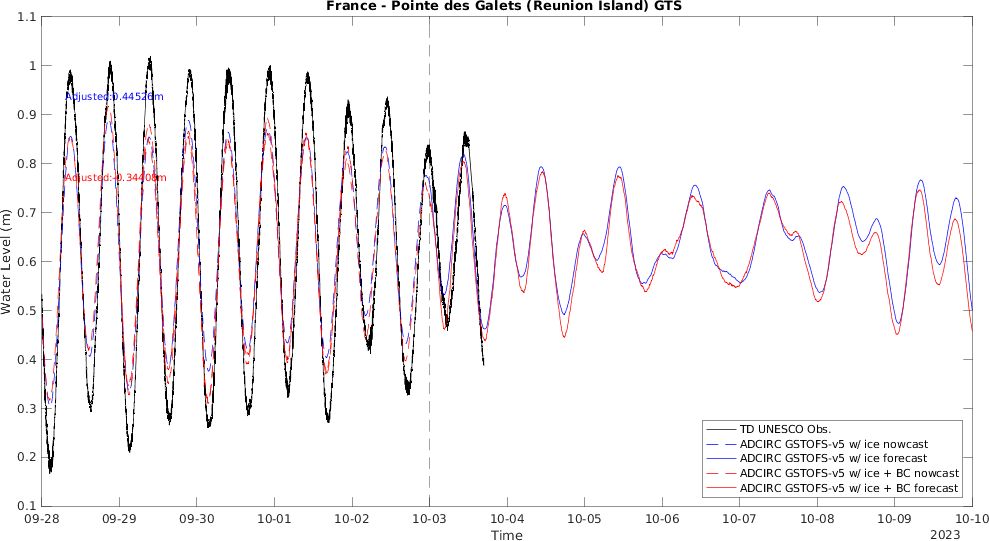 France - Pointe des Galets (Reunion Island) GTS
1.1
1
0.9
0.8
0.7
0.6
0.5
0.4
0.3
0.2
0.1
Water Level (m)
Adjusted:0.44526m
TD UNESCO Obs.
ADCIRC GSTOFS-v5 w/ ice nowcast
ADCIRC GSTOFS-v5 w/ ice forecast
ADCIRC GSTOFS-v5 w/ ice + BC nowcast
ADCIRC GSTOFS-v5 w/ ice + BC forecast
09-28 09-29 09-30 10-01 10-02 10-03 10-04 10-05 10-06 10-07 10-08 10-09 10-10
Time
2023